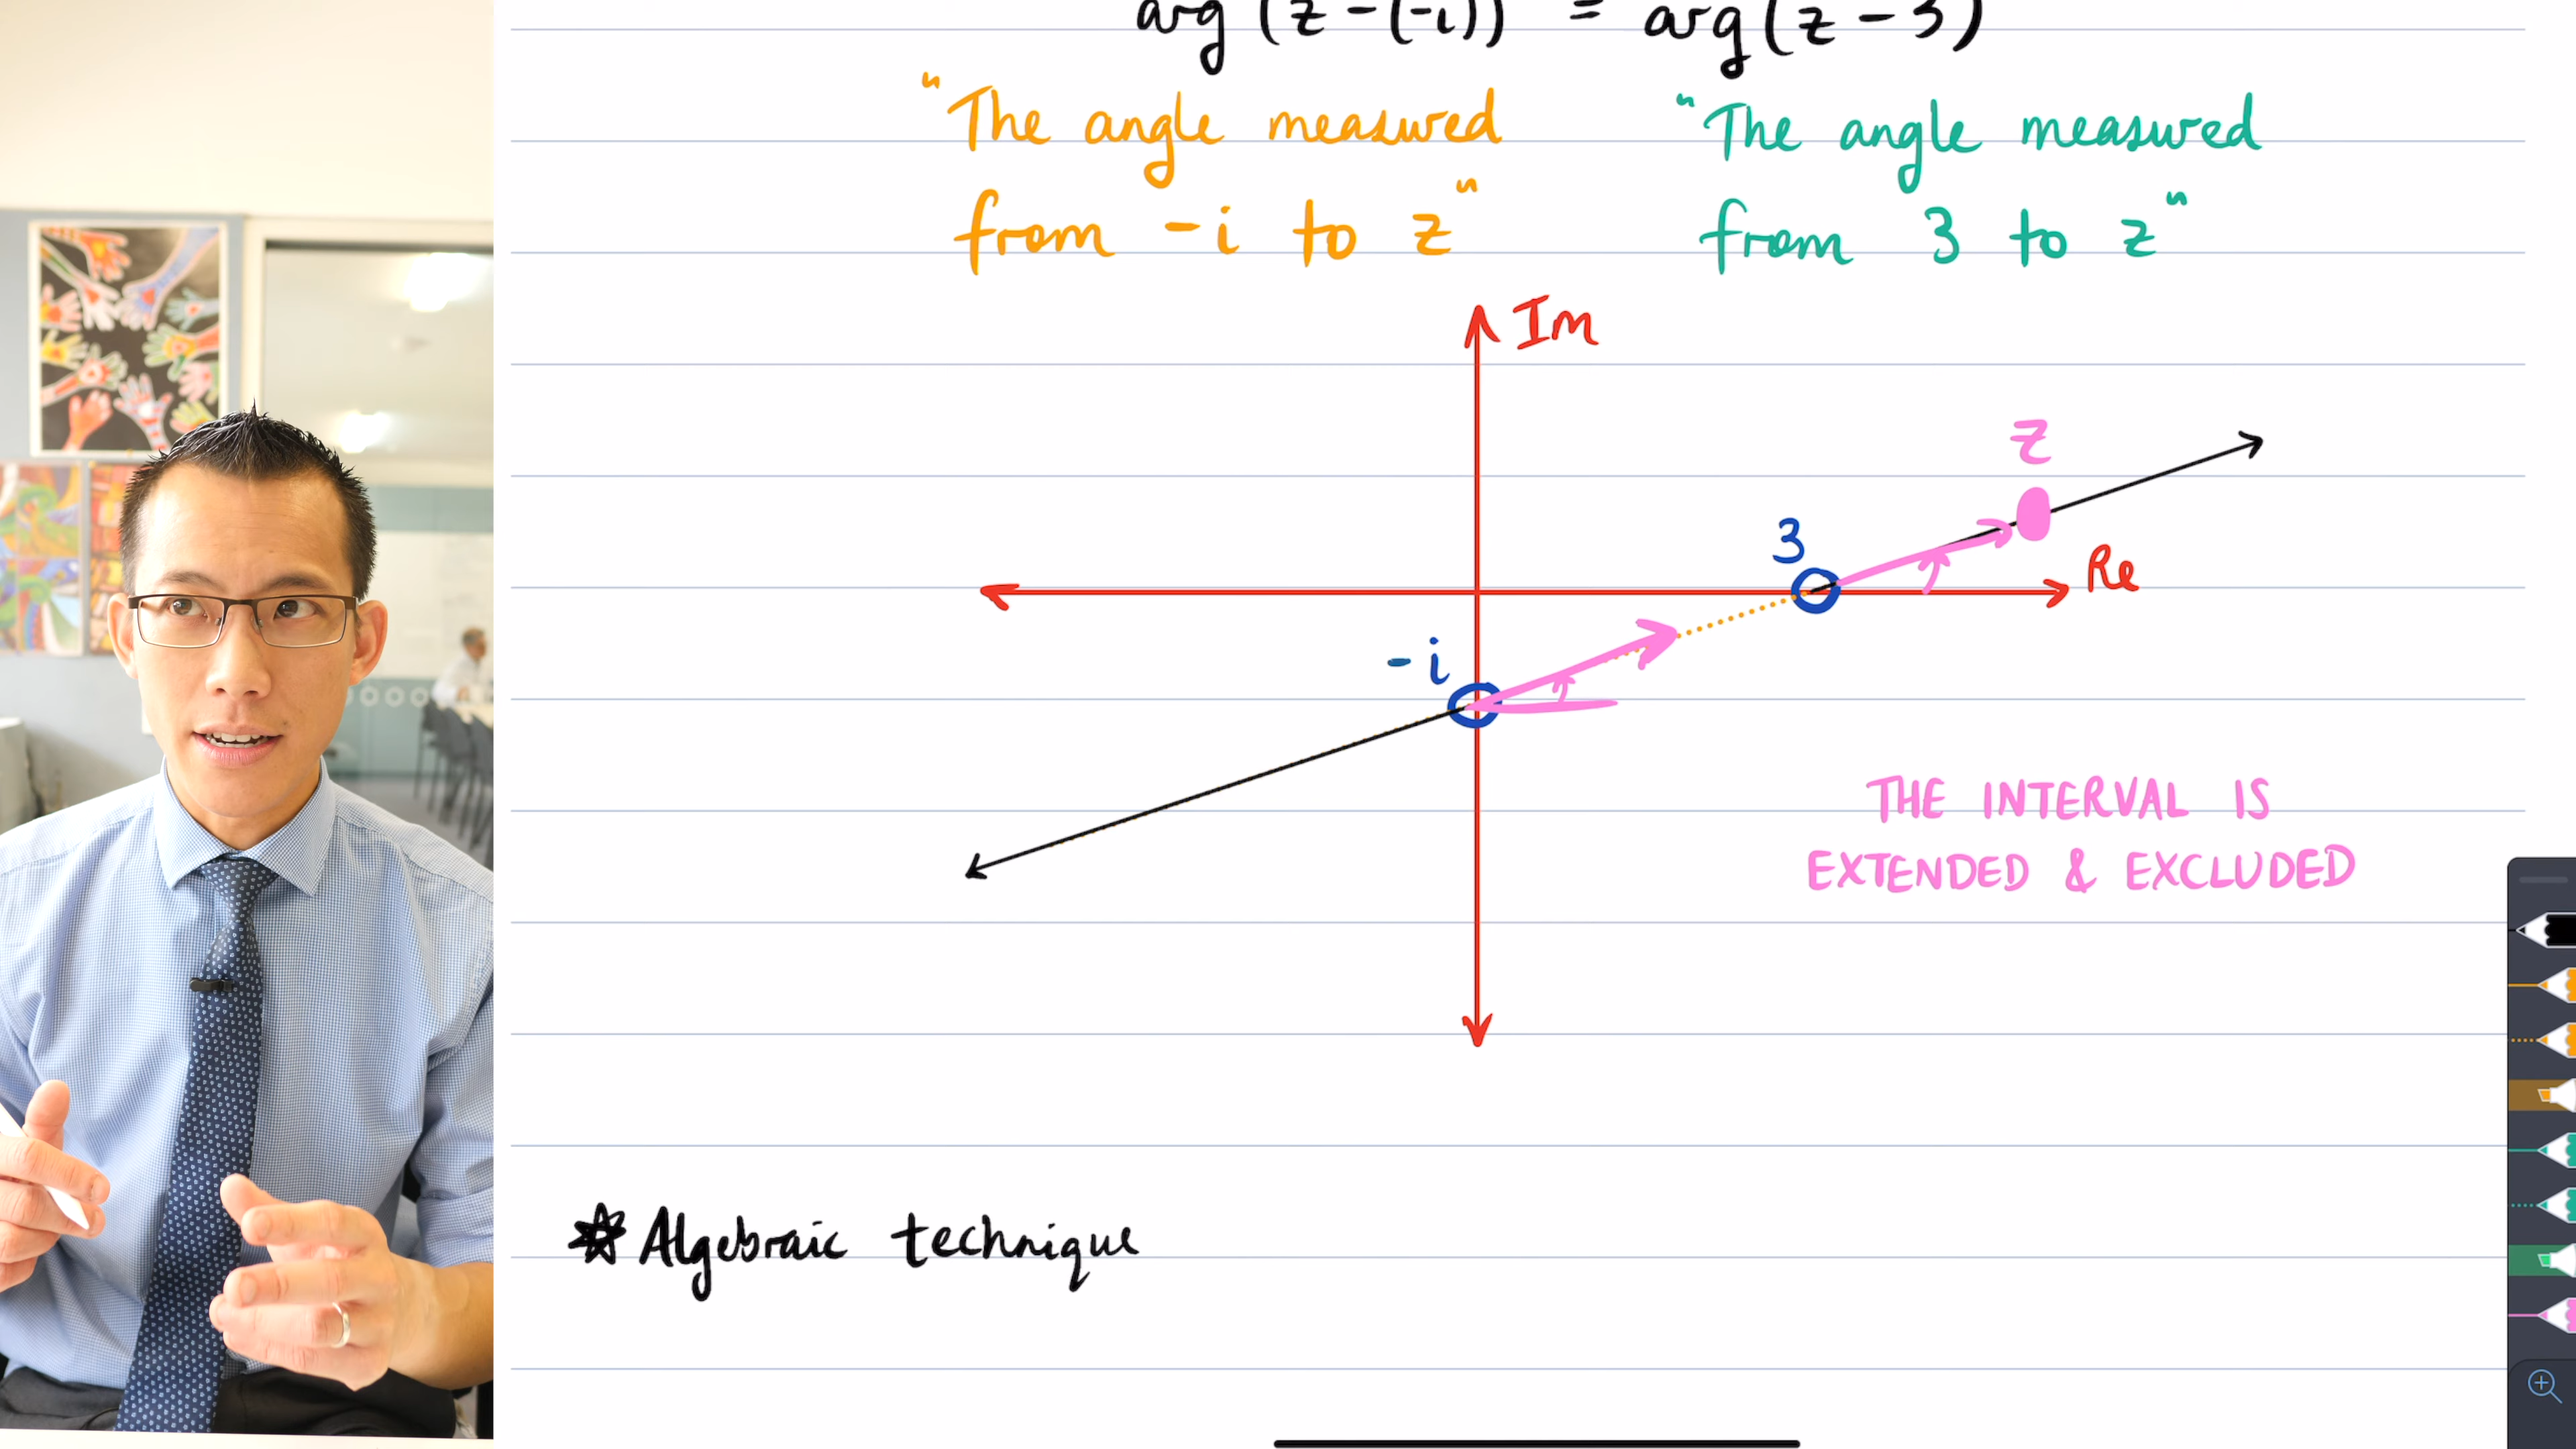 arg (z-(-i)) = arg(z-3)
"The angle measured
from -i to z"
"The angle measured
from 3 to z"
Im
z
3
Re
-i
THE INTERVAL IS
EXTENDED & EXCLUDED
* Algebraic technique